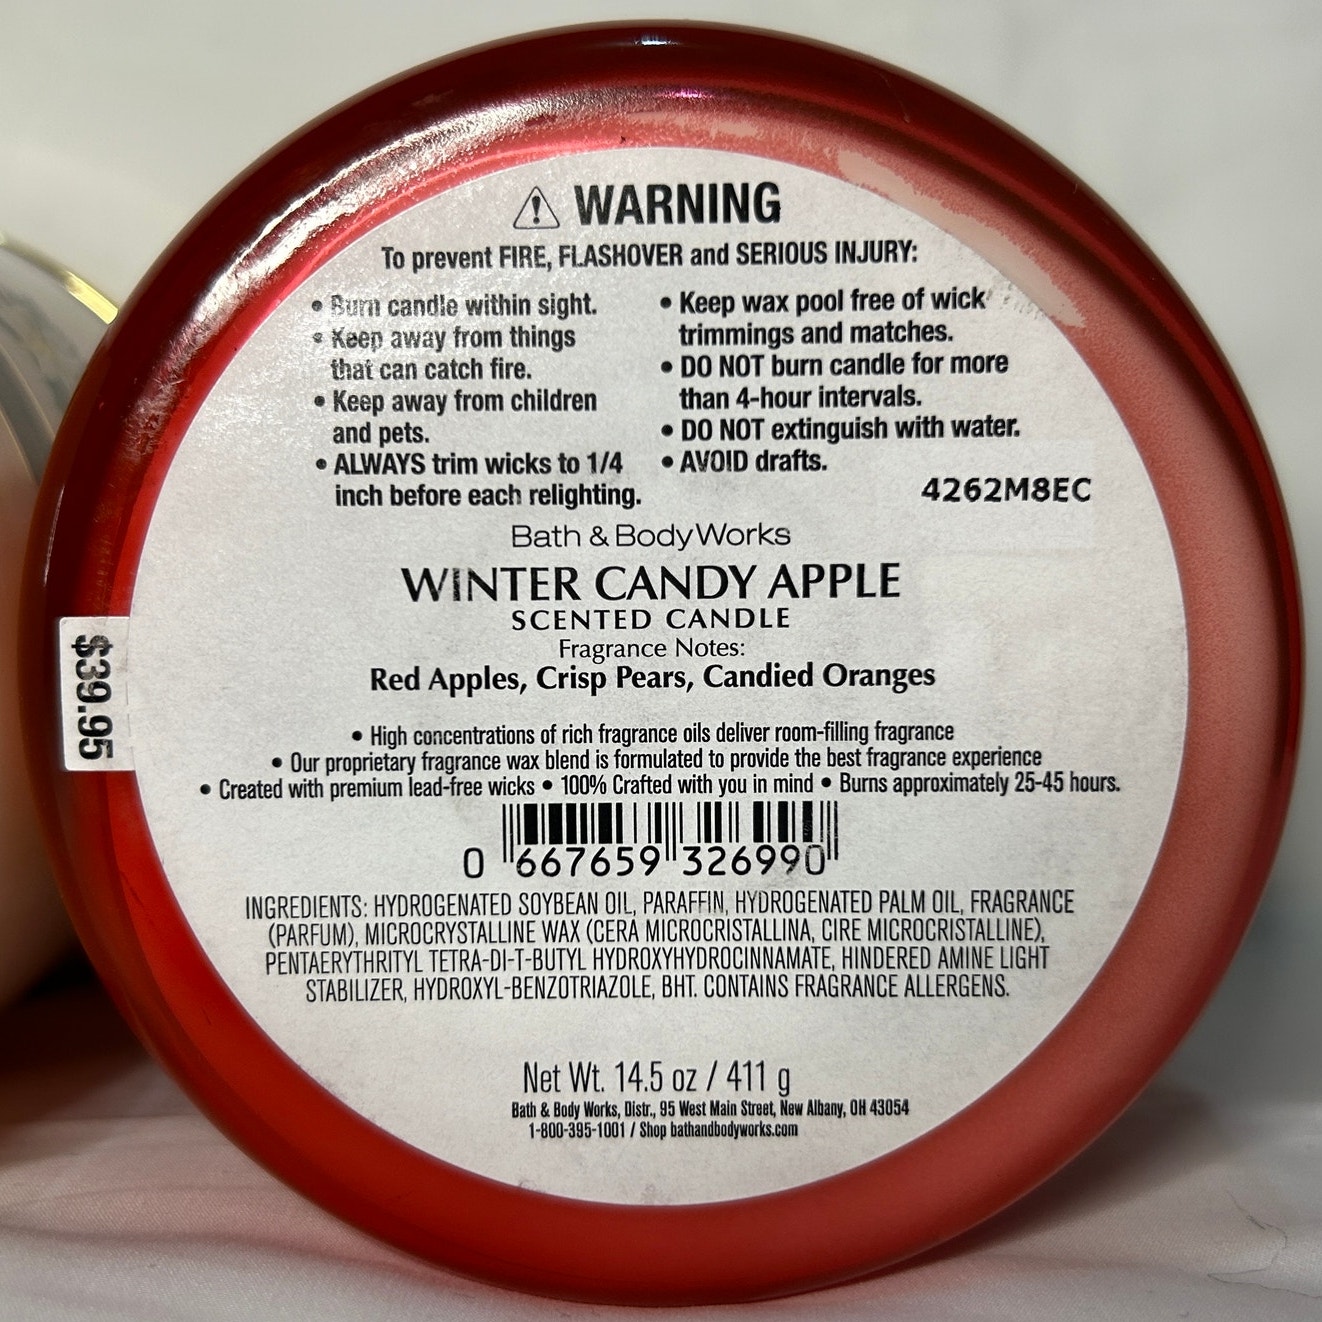 WARNING
To prevent FIRE, FLASHOVER and SERIOUS INJURY:
• Burn candle within sight.
• Keep away from things
that can catch fire.
• Keep away from children
and pets.
• ALWAYS trim wicks to 1/4
inch before each relighting.
• Keep wax pool free of wick
trimmings and matches.
• DO NOT burn candle for more
than 4-hour intervals.
• DO NOT extinguish with water.
• AVOID drafts.
4262M8EC
Bath & Body Works
WINTER CANDY APPLE
SCENTED CANDLE
Fragrance Notes:
Red Apples, Crisp Pears, Candied Oranges
$39.95
• High concentrations of rich fragrance oils deliver room-filling fragrance
• Our proprietary fragrance wax blend is formulated to provide the best fragrance experience
• Created with premium lead-free wicks • 100% Crafted with you in mind • Burns approximately 25-45 hours.
0 667659 326990
INGREDIENTS: HYDROGENATED SOYBEAN OIL, PARAFFIN, HYDROGENATED PALM OIL, FRAGRANCE
(PARFUM), MICROCRYSTALLINE WAX (CERA MICROCRISTALLINA, CIRE MICROCRISTALLINE),
PENTAERYTHRITYL TETRA-DI-T-BUTYL HYDROXYHYDROCINNAMATE, HINDERED AMINE LIGHT
STABILIZER, HYDROXYL-BENZOTRIAZOLE, BHT. CONTAINS FRAGRANCE ALLERGENS.
Net Wt. 14.5 oz / 411 g
Bath & Body Works, Distr., 95 West Main Street, New Albany, OH 43054
1-800-395-1001 / Shop bathandbodyworks.com